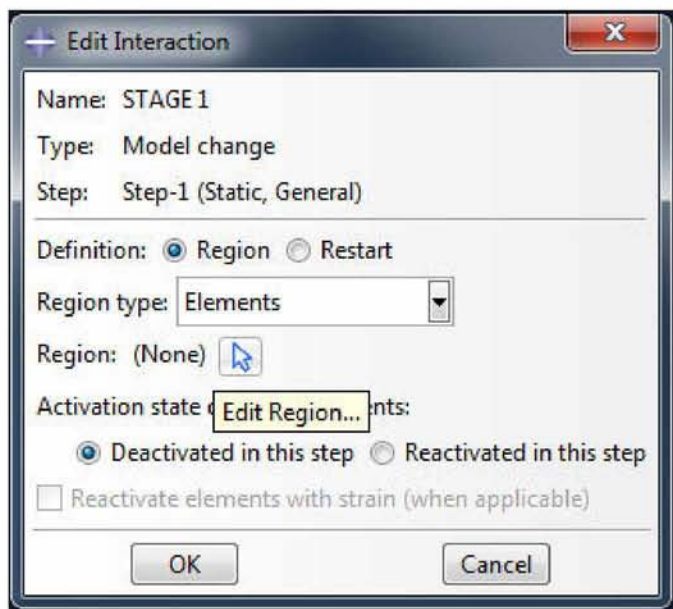 Edit Interaction
Name: STAGE 1
Type: Model change
Step: Step-1 (Static, General)
Definition: Region Restart
Region type: Elements
Region: (None)
Activation state nts:
Edit Region...
Deactivated in this step Reactivated in this step
Reactivate elements with strain (when applicable)
OK Cancel